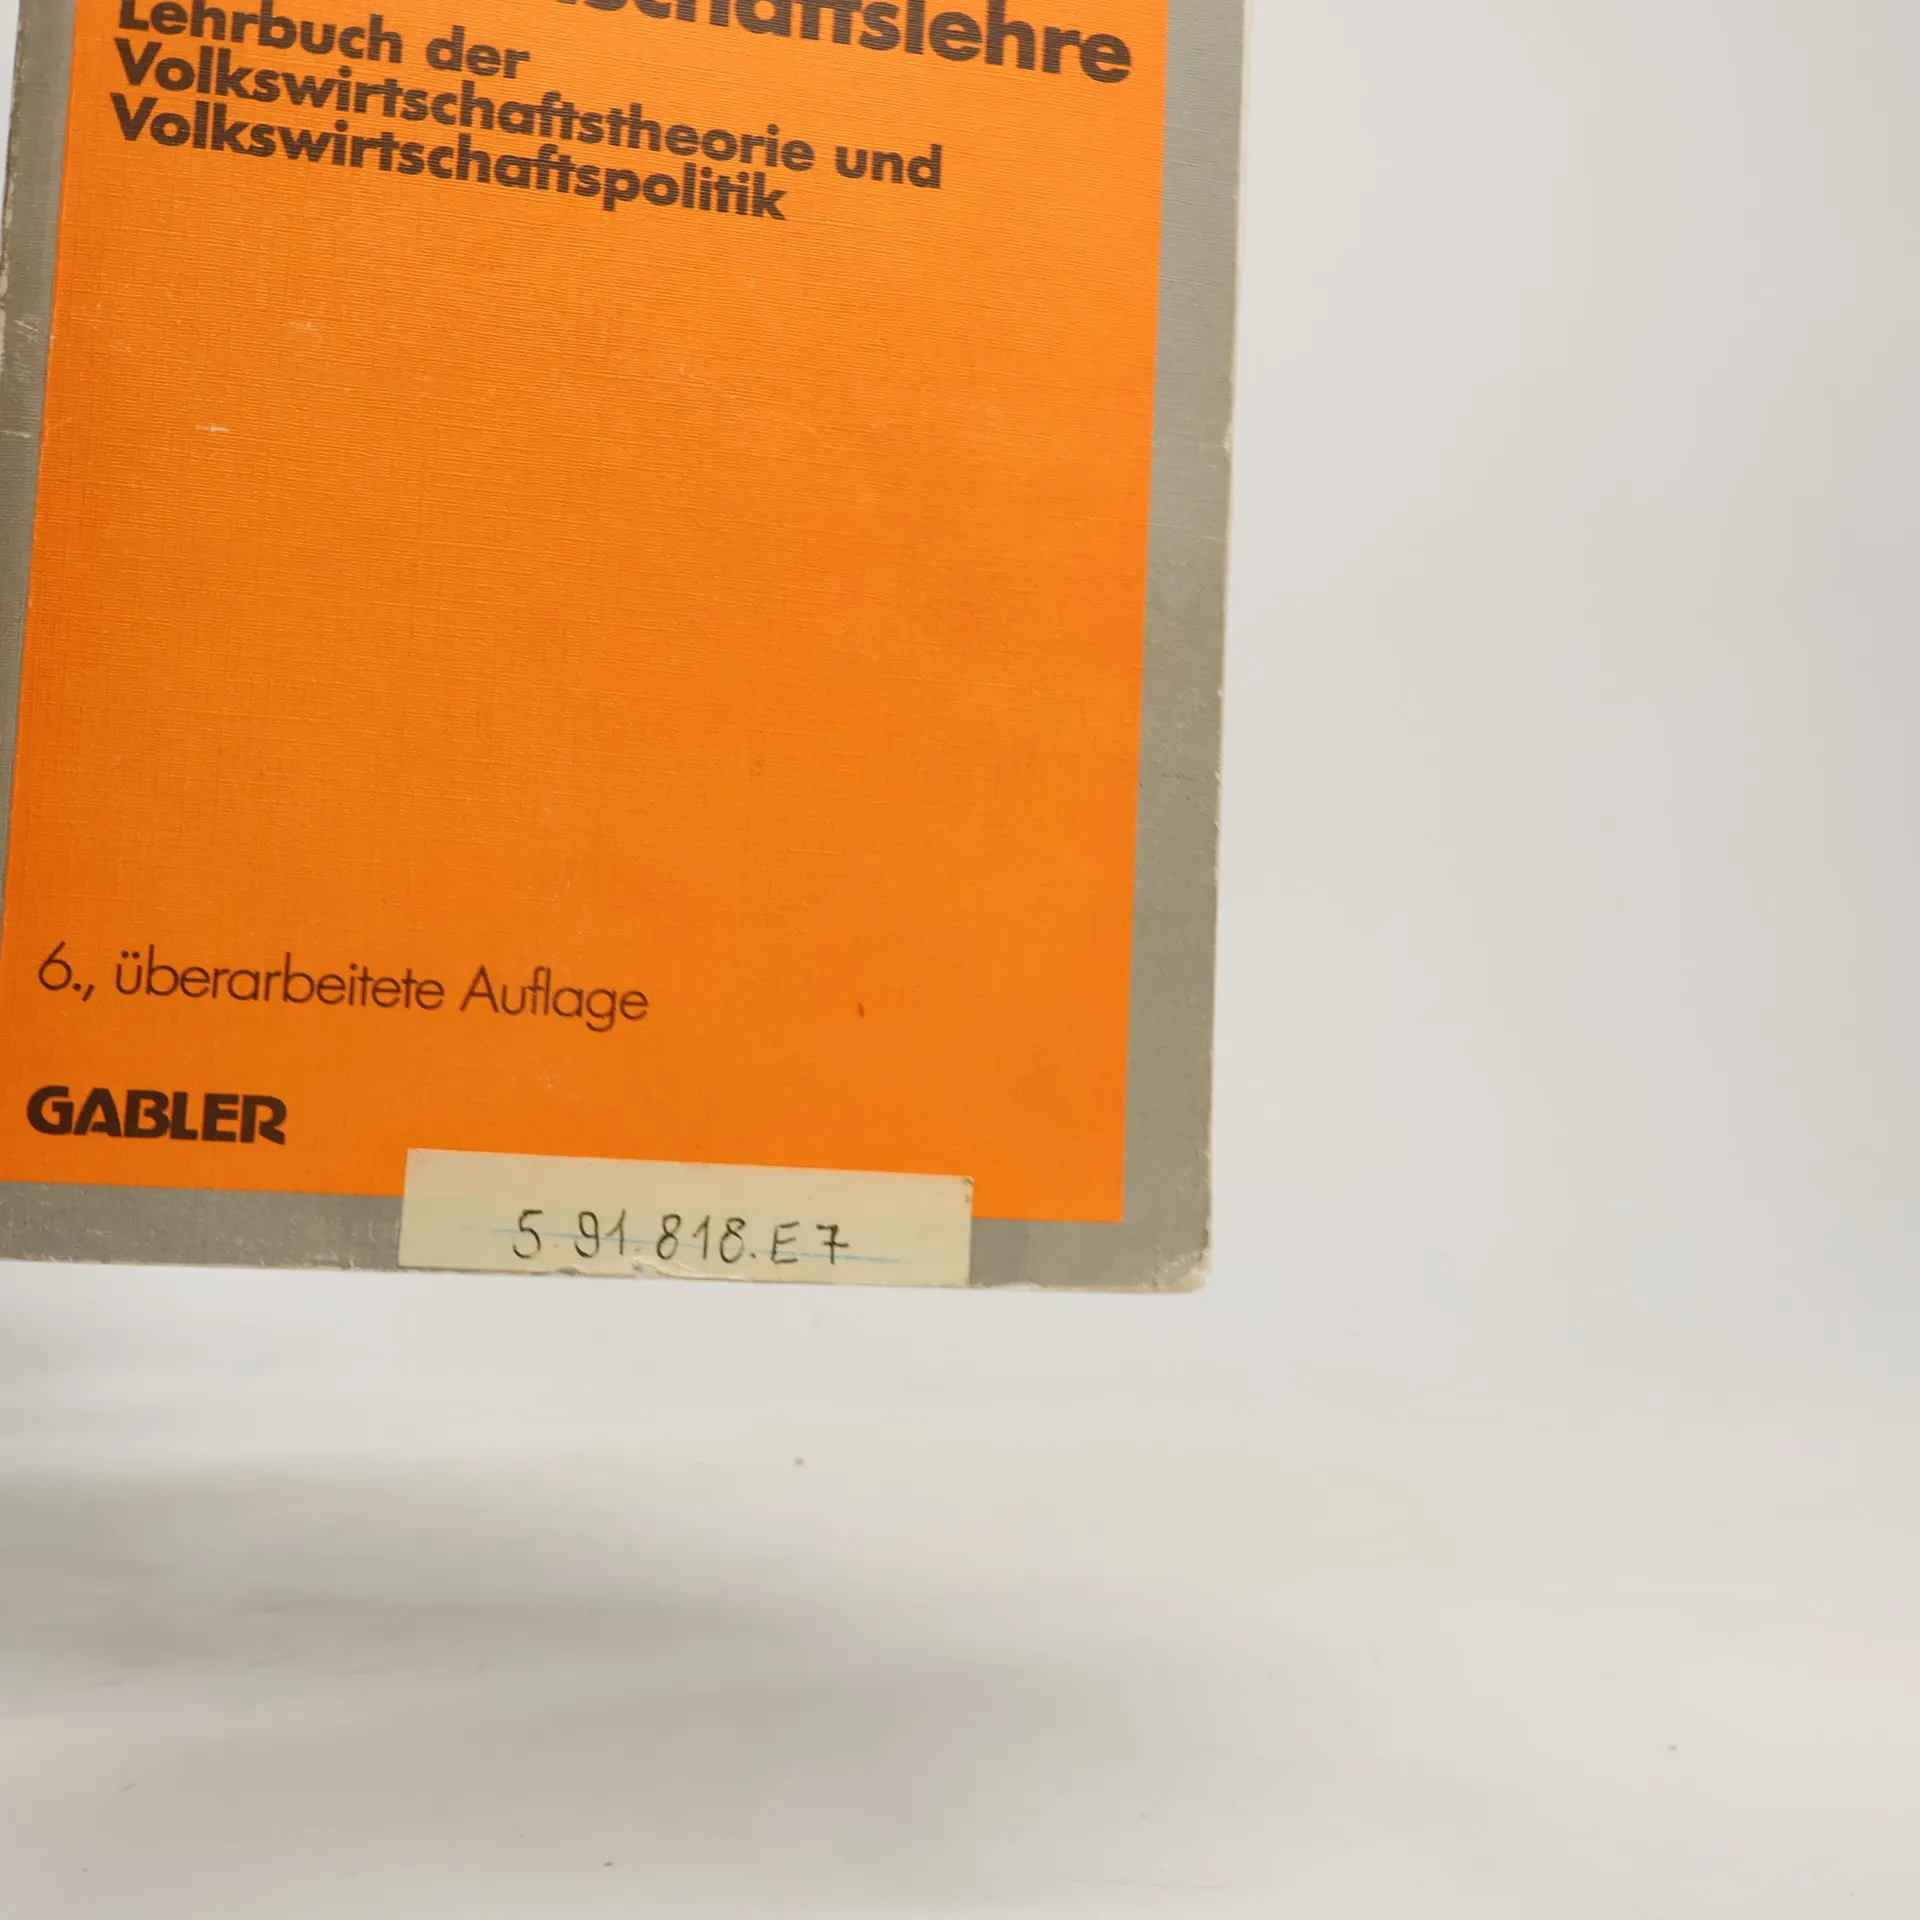 Lehrbuch der
Volkswirtschaftstheorie und
Volkswirtschaftspolitik
6., überarbeitete Auflage
GABLER
5 91.818.E7